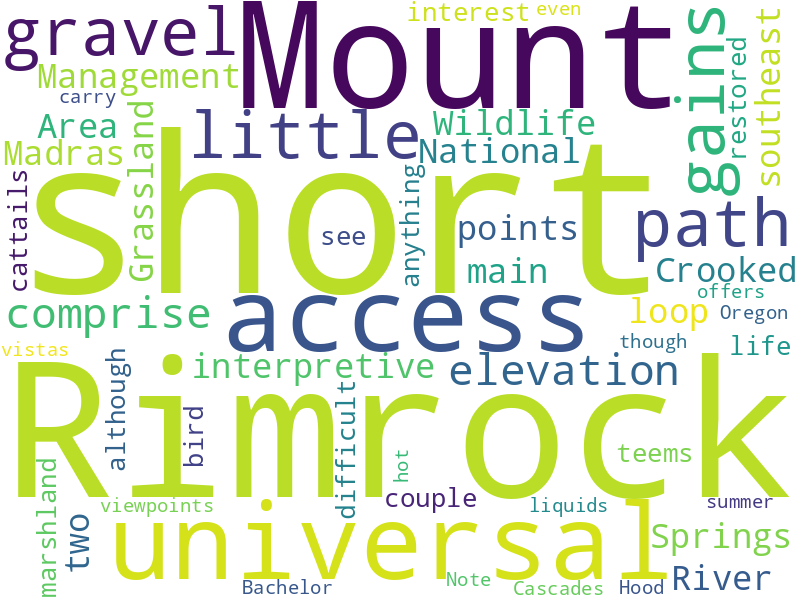 interest even
gravel Mount gains southeast
Management
carry restored
Area little Wildlife
Madras National
Grassland
cattails short anything path
see points
main Crooked
offers
comprise access loop Oregon
though
vistas life
interpretive elevation
although Rimrock
bird difficult
hot teems
marshland
couple
viewpoints liquids summer
two universal Springs
Note River
Bachelor Cascades Hood